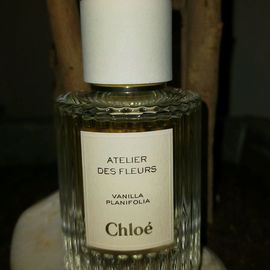 ATELIER
DES FLEURS
VANILLA
PLANIFOLIA
Chloé